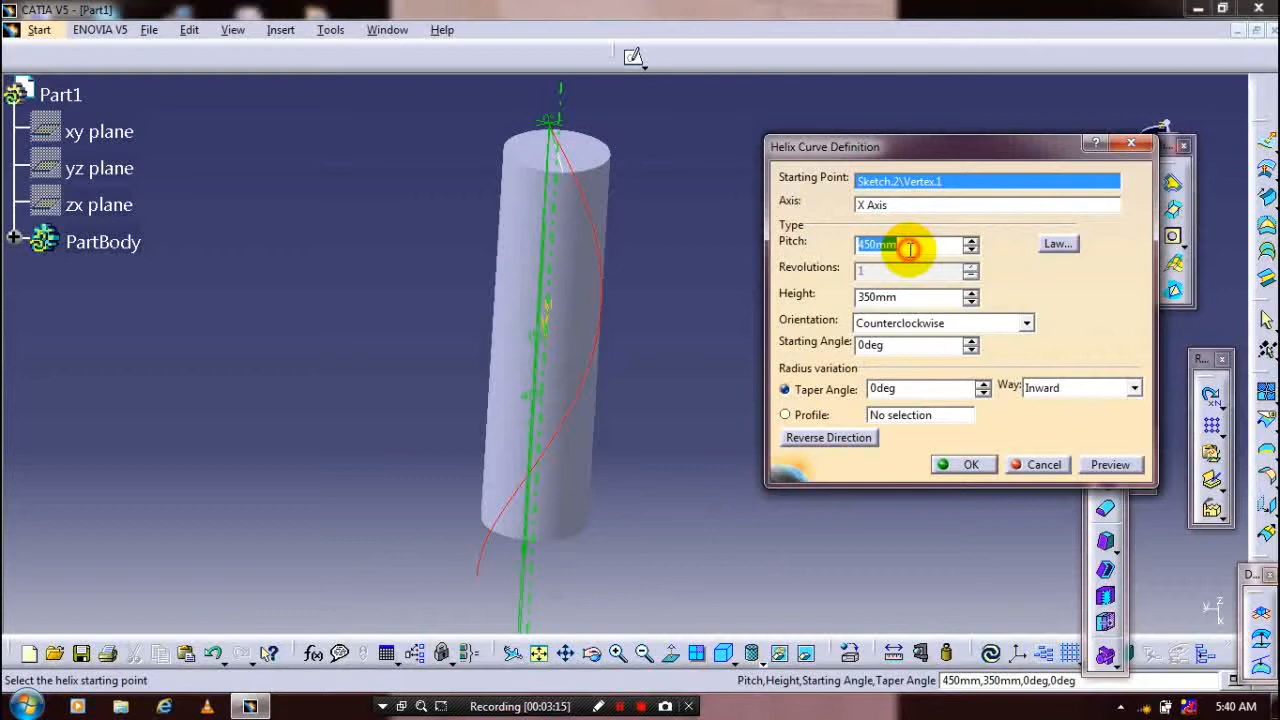 CATIA V5 - [Part1]
Start ENOVIA V5 File Edit View Insert Tools Window Help
Part1
xy plane
yz plane
zx plane
PartBody
Helix Curve Definition
Starting Point: Sketch.2\Vertex.1
Axis: X Axis
Type
Pitch: 450mm Law...
Revolutions: 1
Height: 350mm
Orientation: Counterclockwise
Starting Angle: 0deg
Radius variation
Taper Angle: 0deg Way: Inward
Profile: No selection
Reverse Direction
OK Cancel Preview
R...
D...
Select the helix starting point Pitch,Height,Starting Angle,Taper Angle 450mm,350mm,0deg,0deg
Recording [00:03:15] 5:40 AM